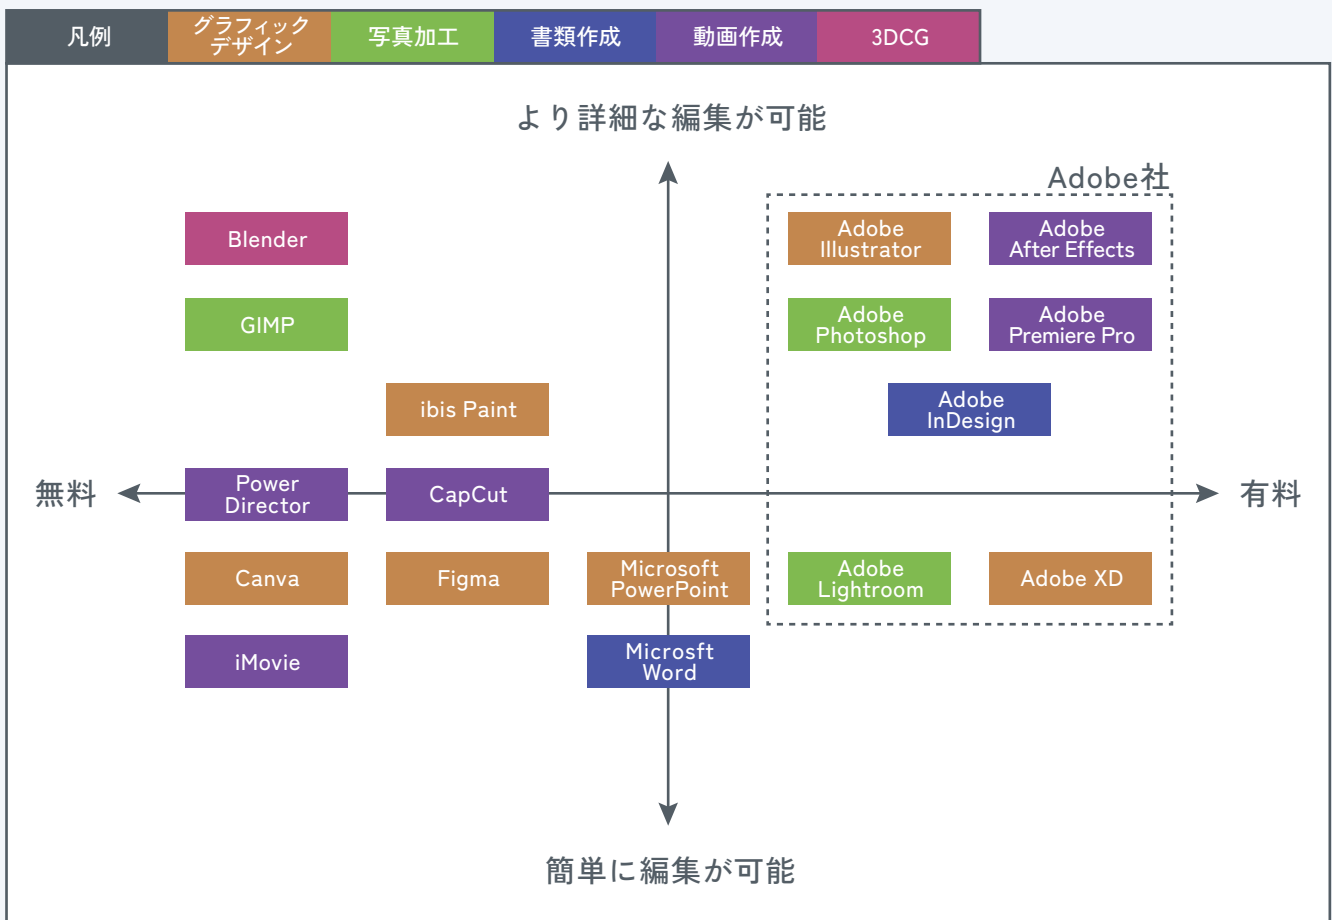 凡例
グラフィック
デザイン
写真加工
書類作成
動画作成
3DCG
より詳細な編集が可能
Adobe社
Blender
Adobe
Illustrator
Adobe
After Effects
GIMP
Adobe
Photoshop
Adobe
Premiere Pro
ibis Paint
Adobe
InDesign
無料
Power
Director
CapCut
有料
Canva
Figma
Microsoft
PowerPoint
Adobe
Lightroom
Adobe XD
iMovie
Microsft
Word
簡単に編集が可能